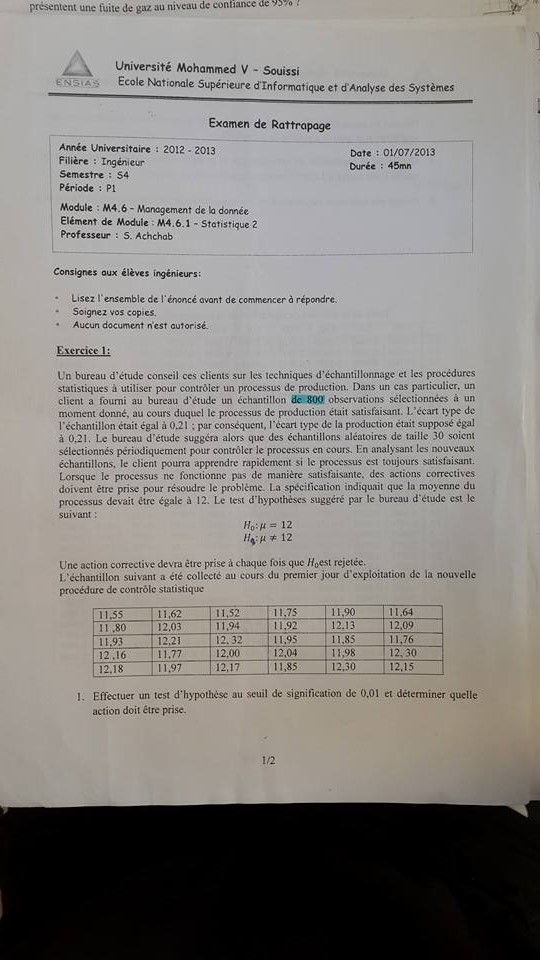 présentent une fuite de gaz au niveau de confiance de 95% ?
ENSIAS
Université Mohammed V - Souissi
Ecole Nationale Supérieure d'Informatique et d'Analyse des Systèmes
Examen de Rattrapage
Année Universitaire : 2012 - 2013
Date : 01/07/2013
Filière : Ingénieur
Durée : 45mn
Semestre : S4
Période : P1
Module : M4.6 - Management de la donnée
Elément de Module : M4.6.1 - Statistique 2
Professeur : S. Achchab
Consignes aux élèves ingénieurs:
* Lisez l'ensemble de l'énoncé avant de commencer à répondre.
* Soignez vos copies.
* Aucun document n'est autorisé.
Exercice 1:
Un bureau d'étude conseil ces clients sur les techniques d'échantillonnage et les procédures
statistiques à utiliser pour contrôler un processus de production. Dans un cas particulier, un
client a fourni au bureau d'étude un échantillon de 800 observations sélectionnées à un
moment donné, au cours duquel le processus de production était satisfaisant. L'écart type de
l'échantillon était égal à 0,21 ; par conséquent, l'écart type de la production était supposé égal
à 0,21. Le bureau d'étude suggéra alors que des échantillons aléatoires de taille 30 soient
sélectionnés périodiquement pour contrôler le processus en cours. En analysant les nouveaux
échantillons, le client pourra apprendre rapidement si le processus est toujours satisfaisant.
Lorsque le processus ne fonctionne pas de manière satisfaisante, des actions correctives
doivent être prise pour résoudre le problème. La spécification indiquait que la moyenne du
processus devait être égale à 12. Le test d'hypothèses suggéré par le bureau d'étude est le
suivant :
H₀: μ = 12
Hₐ: μ ≠ 12
Une action corrective devra être prise à chaque fois que H₀est rejetée.
L'échantillon suivant a été collecté au cours du premier jour d'exploitation de la nouvelle
procédure de contrôle statistique
11,55 11,62 11,52 11,75 11,90 11,64
11 ,80 12,03 11,94 11,92 12,13 12,09
11,93 12,21 12, 32 11,95 11,85 11,76
12 ,16 11,77 12,00 12,04 11,98 12, 30
12,18 11,97 12,17 11,85 12,30 12,15
1. Effectuer un test d'hypothèse au seuil de signification de 0,01 et déterminer quelle
action doit être prise.
1/2